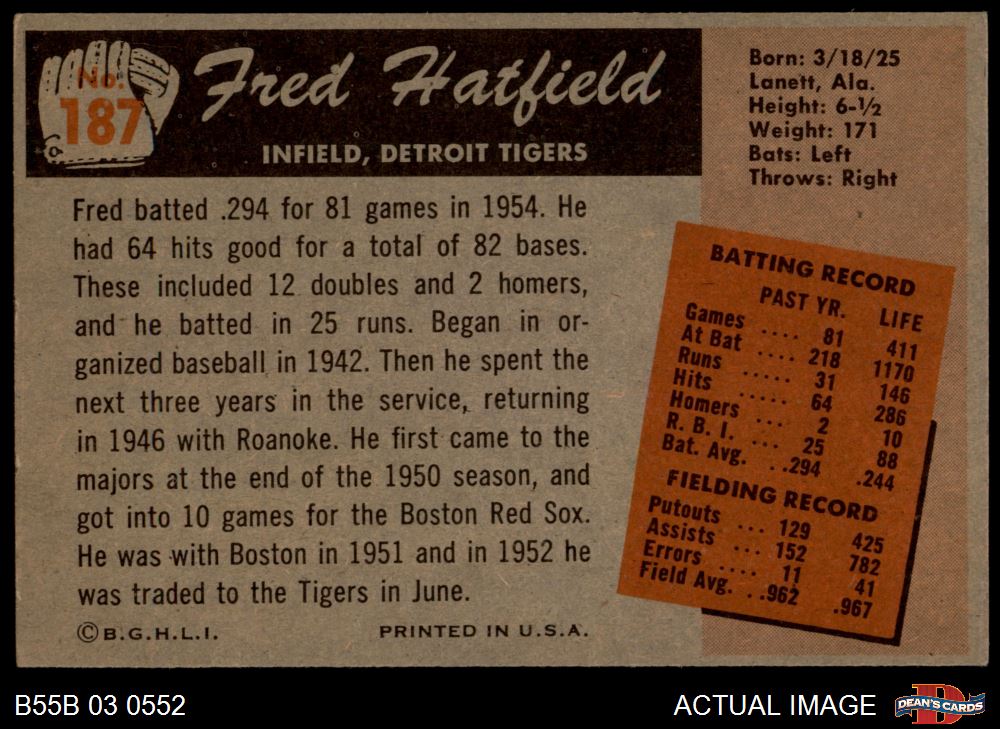 No.
187
Fred Hatfield
INFIELD, DETROIT TIGERS
Born: 3/18/25
Lanett, Ala.
Height: 6-½
Weight: 171
Bats: Left
Throws: Right
Fred batted .294 for 81 games in 1954. He
had 64 hits good for a total of 82 bases.
These included 12 doubles and 2 homers,
and he batted in 25 runs. Began in or-
ganized baseball in 1942. Then he spent the
next three years in the service, returning
in 1946 with Roanoke. He first came to the
majors at the end of the 1950 season, and
got into 10 games for the Boston Red Sox.
He was with Boston in 1951 and in 1952 he
was traded to the Tigers in June.
© B.G.H.L.I. PRINTED IN U.S.A.
BATTING RECORD
PAST YR. LIFE
Games .... 81 411
At Bat .... 218 1170
Runs ..... 31 146
Hits ..... 64 286
Homers ... 2 10
R. B. I. ... 25 88
Bat. Avg. ..294 .244
FIELDING RECORD
Putouts ... 129 425
Assists ... 152 782
Errors .... 11 41
Field Avg. ..962 .967
B55B 03 0552 ACTUAL IMAGE
D
DEAN'S CARDS